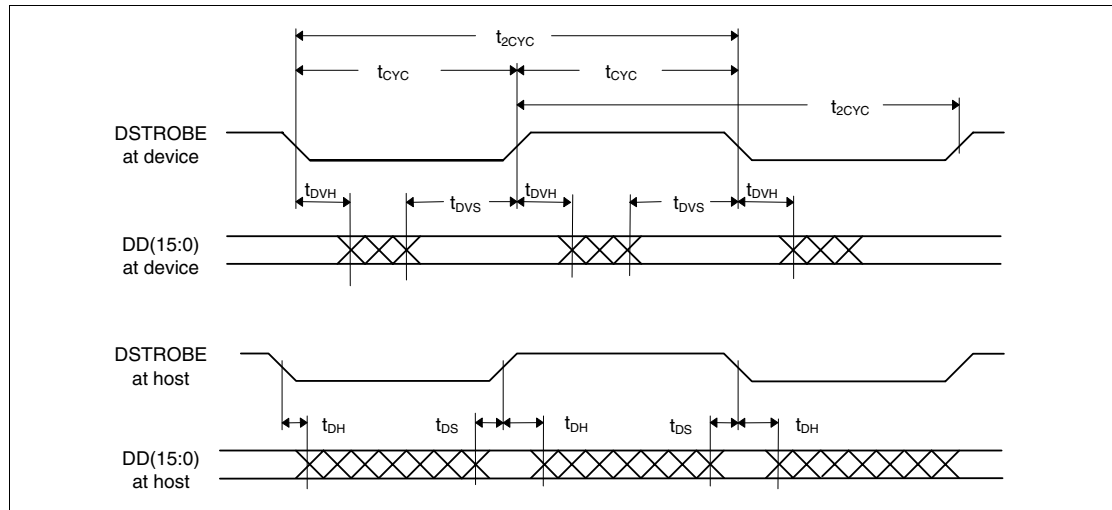 t2CYC
tCYC tCYC
t2CYC
DSTROBE
at device
tDVH tDVS tDVH tDVS tDVH
DD(15:0)
at device
DSTROBE
at host
tDH tDS tDH tDS tDH
DD(15:0)
at host